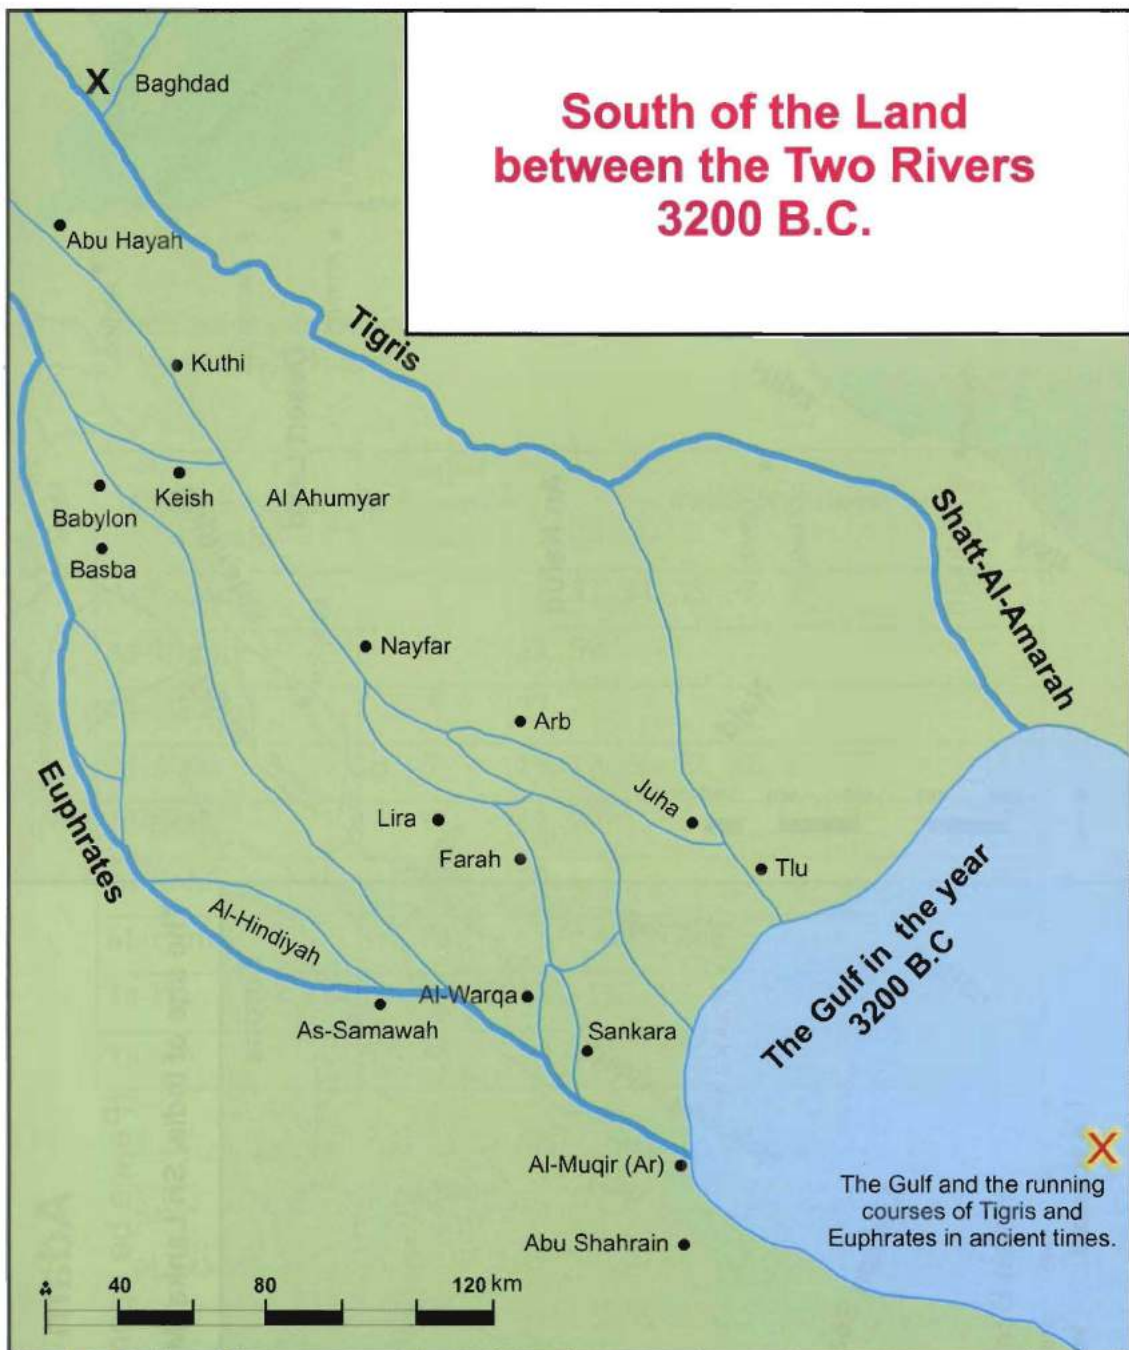 South of the Land
between the Two Rivers
3200 B.C.
X
Baghdad
Abu Hayah
Tigris
Kuthi
Keish
Al Ahumyar
Babylon
Basba
Shatt-Al-Amarah
Nayfar
Arb
Euphrates
Juha
Lira
Farah
Tlu
The Gulf in the year
3200 B.C
Al-Hindiyah
Al-Warqa
As-Samawah
Sankara
X
Al-Muqir (Ar)
The Gulf and the running
courses of Tigris and
Euphrates in ancient times.
Abu Shahrain
40 80 120 km